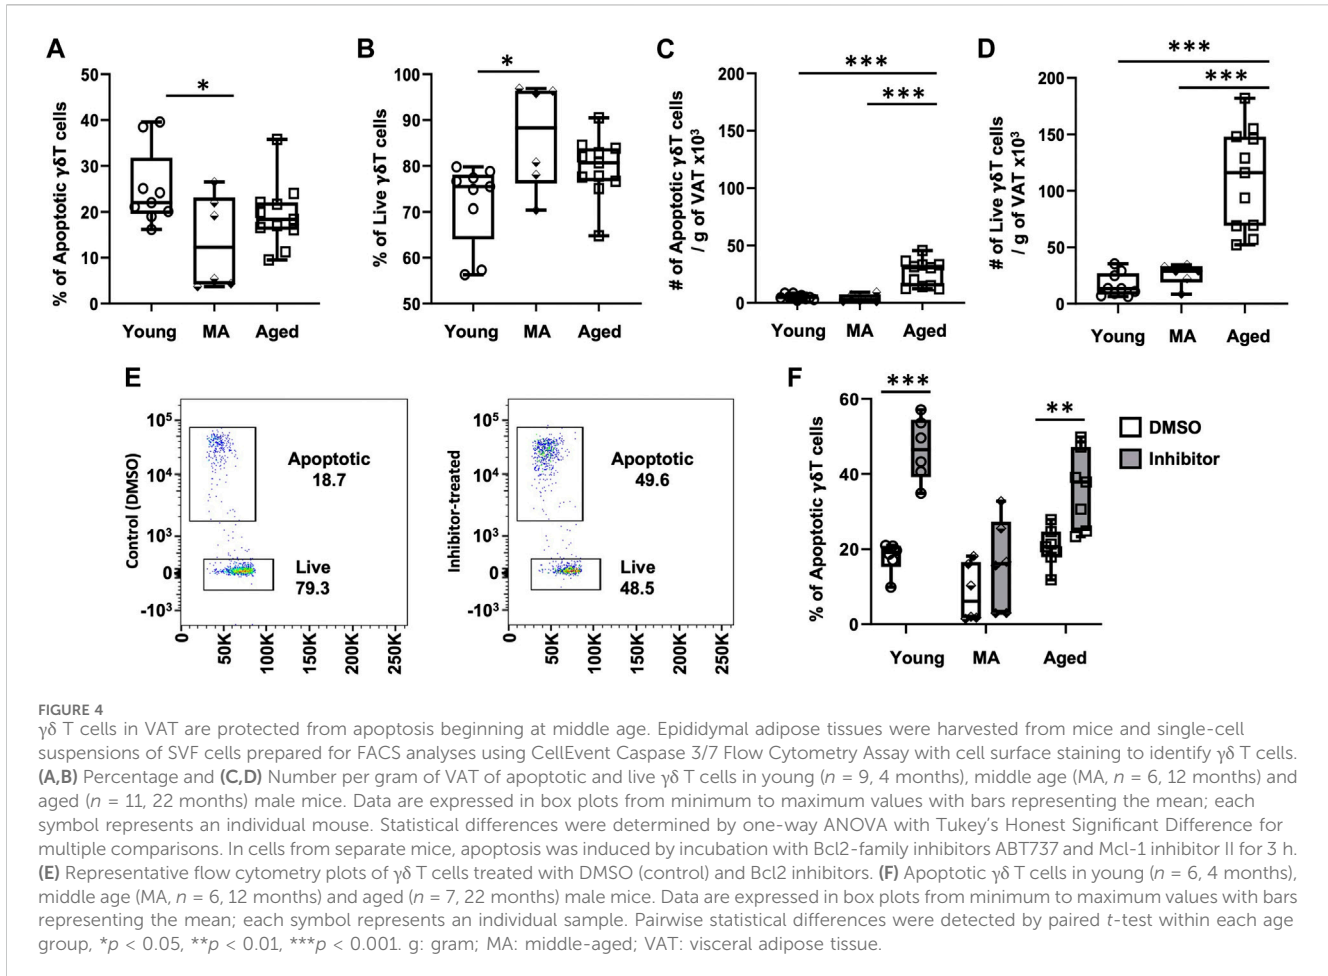 A
B
C
D
% of Apoptotic γδT cells
50
40
30
20
10
0
*
Young
MA
Aged
% of Live γδT cells
100
90
80
70
60
50
*
Young
MA
Aged
# of Apoptotic γδT cells
/ g of VAT x10³
200
150
100
50
0
***
***
Young
MA
Aged
# of Live γδT cells
/ g of VAT x10³
200
150
100
50
0
***
***
Young
MA
Aged
E
Control (DMSO)
10⁵
10⁴
10³
0
-10³
Apoptotic
18.7
Live
79.3
0
50K
100K
150K
200K
250K
Inhibitor-treated
10⁵
10⁴
10³
0
-10³
Apoptotic
49.6
Live
48.5
0
50K
100K
150K
200K
250K
F
% of Apoptotic γδT cells
60
40
20
0
***
**
Young
MA
Aged
DMSO
Inhibitor
FIGURE 4
γδ T cells in VAT are protected from apoptosis beginning at middle age. Epididymal adipose tissues were harvested from mice and single-cell
suspensions of SVF cells prepared for FACS analyses using CellEvent Caspase 3/7 Flow Cytometry Assay with cell surface staining to identify γδ T cells.
(A,B) Percentage and (C,D) Number per gram of VAT of apoptotic and live γδ T cells in young (n = 9, 4 months), middle age (MA, n = 6, 12 months) and
aged (n = 11, 22 months) male mice. Data are expressed in box plots from minimum to maximum values with bars representing the mean; each
symbol represents an individual mouse. Statistical differences were determined by one-way ANOVA with Tukey's Honest Significant Difference for
multiple comparisons. In cells from separate mice, apoptosis was induced by incubation with Bcl2-family inhibitors ABT737 and Mcl-1 inhibitor II for 3 h.
(E) Representative flow cytometry plots of γδ T cells treated with DMSO (control) and Bcl2 inhibitors. (F) Apoptotic γδ T cells in young (n = 6, 4 months),
middle age (MA, n = 6, 12 months) and aged (n = 7, 22 months) male mice. Data are expressed in box plots from minimum to maximum values with bars
representing the mean; each symbol represents an individual sample. Pairwise statistical differences were detected by paired t-test within each age
group, *p < 0.05, **p < 0.01, ***p < 0.001. g: gram; MA: middle-aged; VAT: visceral adipose tissue.